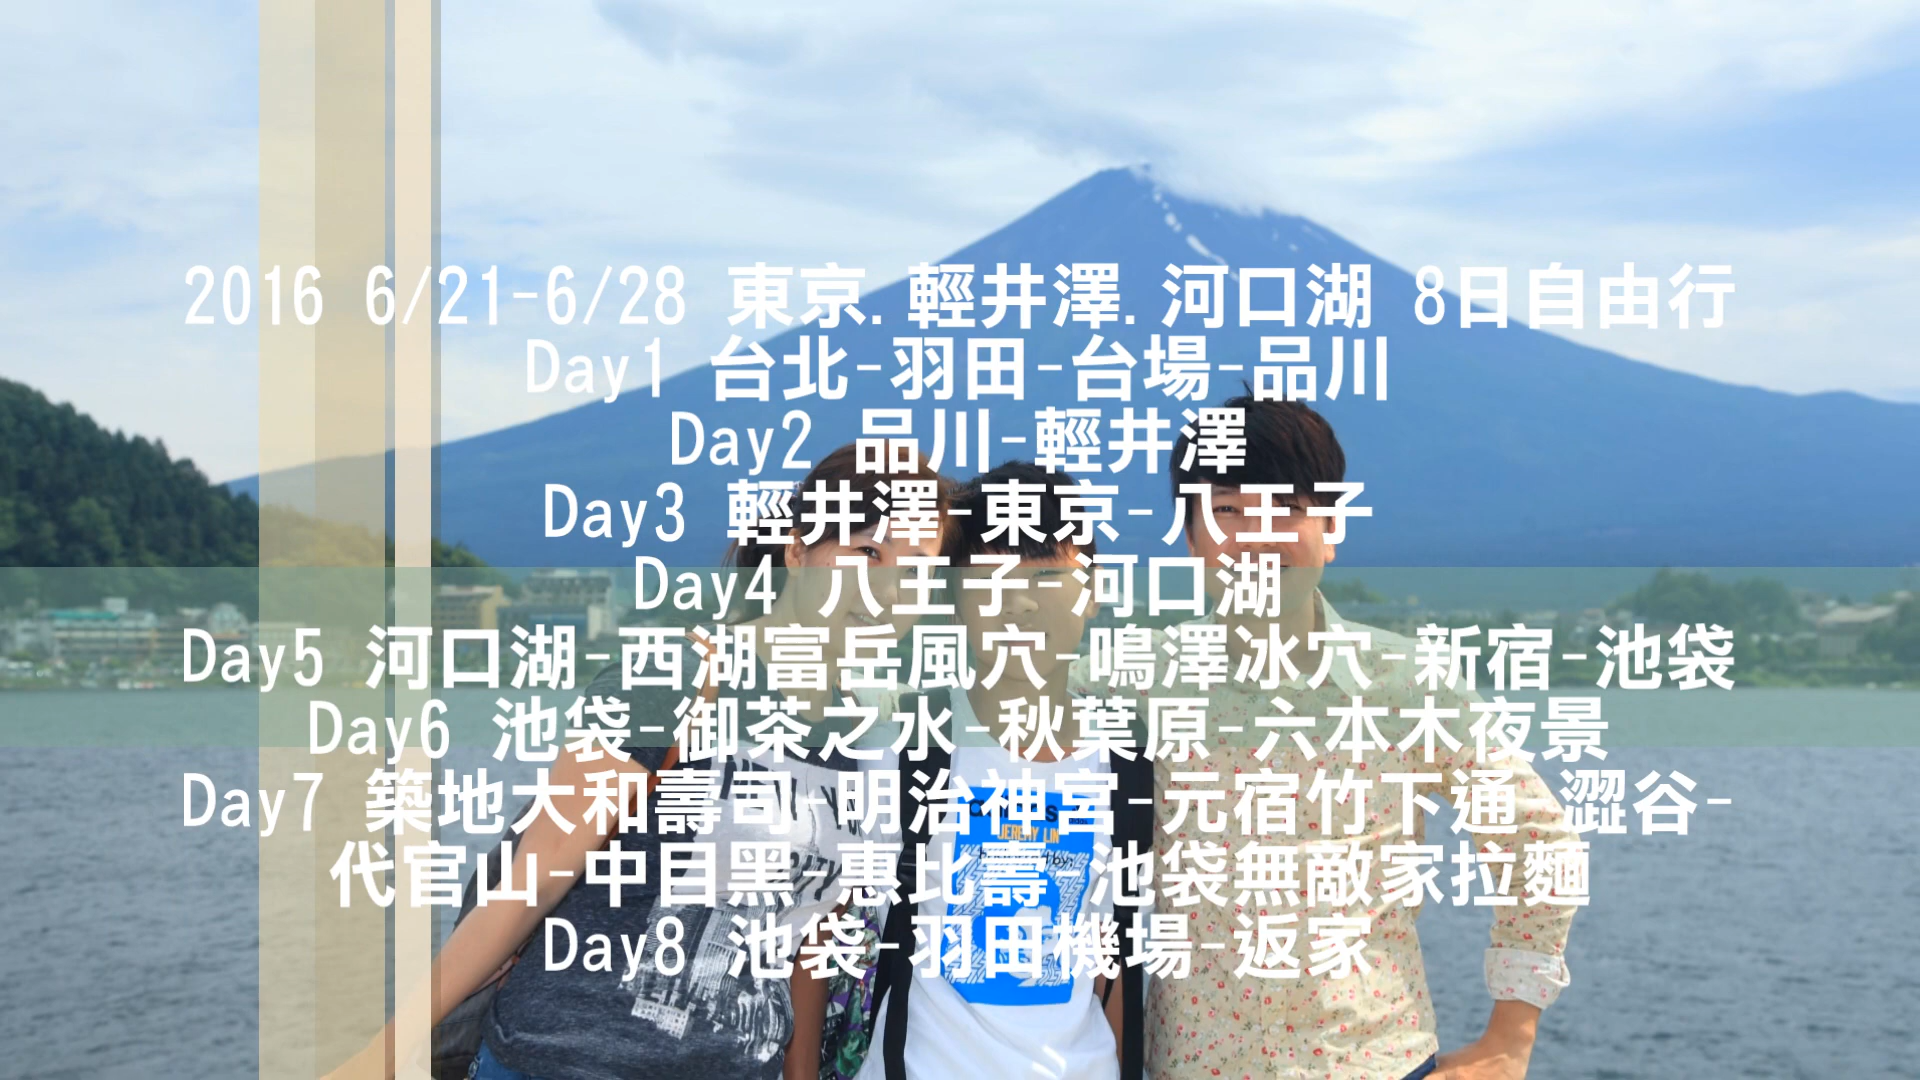 2016 6/21-6/28 東京.輕井澤.河口湖 8日自由行
Day1 台北-羽田-台場-品川
Day2 品川-輕井澤
Day3 輕井澤-東京-八王子
Day4 八王子-河口湖
Day5 河口湖-西湖富岳風穴-鳴澤冰穴-新宿-池袋
Day6 池袋-御茶之水-秋葉原-六本木夜景
Day7 築地大和壽司-明治神宮-元宿竹下通-澀谷-
代官山-中目黑-惠比壽-池袋無敵家拉麵
Day8 池袋-羽田機場-返家
JEREMY LIN